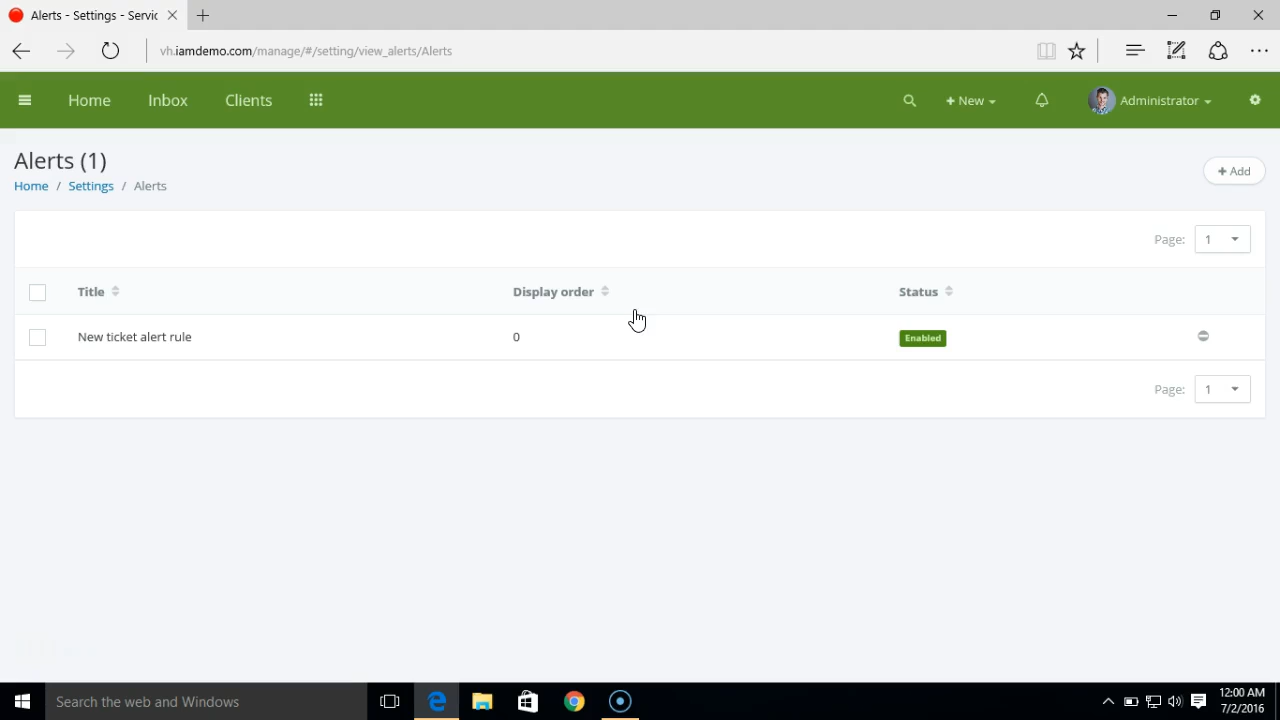 Alerts - Settings - Servic
vh.iamdemo.com/manage/#/setting/view_alerts/Alerts
Home Inbox Clients + New Administrator
Alerts (1)
Home / Settings / Alerts
+ Add
Page: 1
Title Display order Status
New ticket alert rule 0 Enabled
Page: 1
Search the web and Windows
12:00 AM
7/2/2016